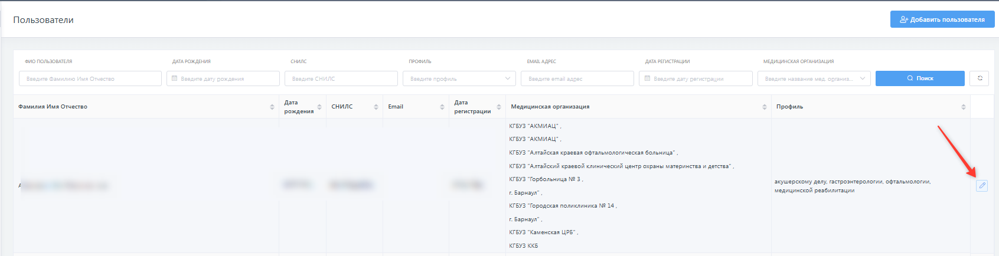 Пользователи
Добавить пользователя
ФИО ПОЛЬЗОВАТЕЛЯ
ДАТА РОЖДЕНИЯ
СНИЛС
ПРОФИЛЬ
EMAIL АДРЕС
ДАТА РЕГИСТРАЦИИ
МЕДИЦИНСКАЯ ОРГАНИЗАЦИЯ
Введите Фамилию Имя Отчество
Введите дату рождения
Введите СНИЛС
Введите профиль
Введите email адрес
Введите дату регистрации
Введите название мед. организ...
Поиск
Фамилия Имя Отчество
Дата
рождения
СНИЛС
Email
Дата
регистрации
Медицинская организация
Профиль
КГБУЗ "АКМИАЦ" ,
КГБУЗ "АКМИАЦ" ,
КГБУЗ "Алтайская краевая офтальмологическая больница" ,
КГБУЗ "Алтайский краевой клинический центр охраны материнства и детства" ,
КГБУЗ "Горбольница № 3 ,
г. Барнаул" ,
КГБУЗ "Городская поликлиника № 14 ,
г. Барнаул" ,
КГБУЗ "Каменская ЦРБ" ,
КГБУЗ ККБ
акушерскому делу, гастроэнтерологии, офтальмологии,
медицинской реабилитации